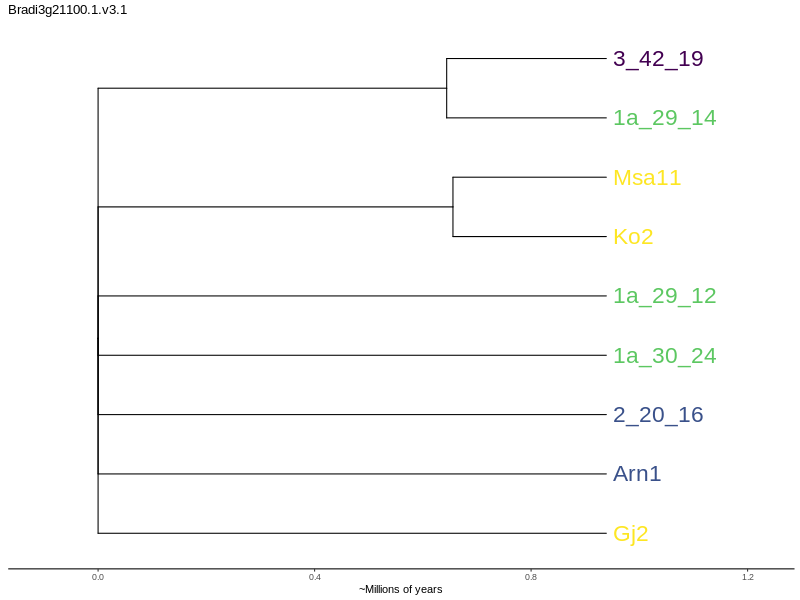 Bradi3g21100.1.v3.1
3_42_19
1a_29_14
Msa11
Ko2
1a_29_12
1a_30_24
2_20_16
Arn1
Gj2
0.0 0.4 0.8 1.2
~Millions of years